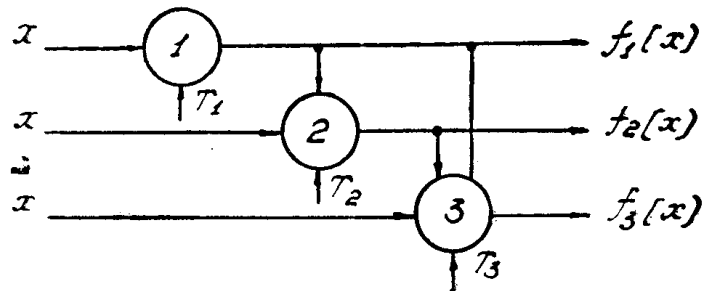 x 1 f₁(x)
T₁
x 2 f₂(x)
T₂
x 3 f₃(x)
T₃